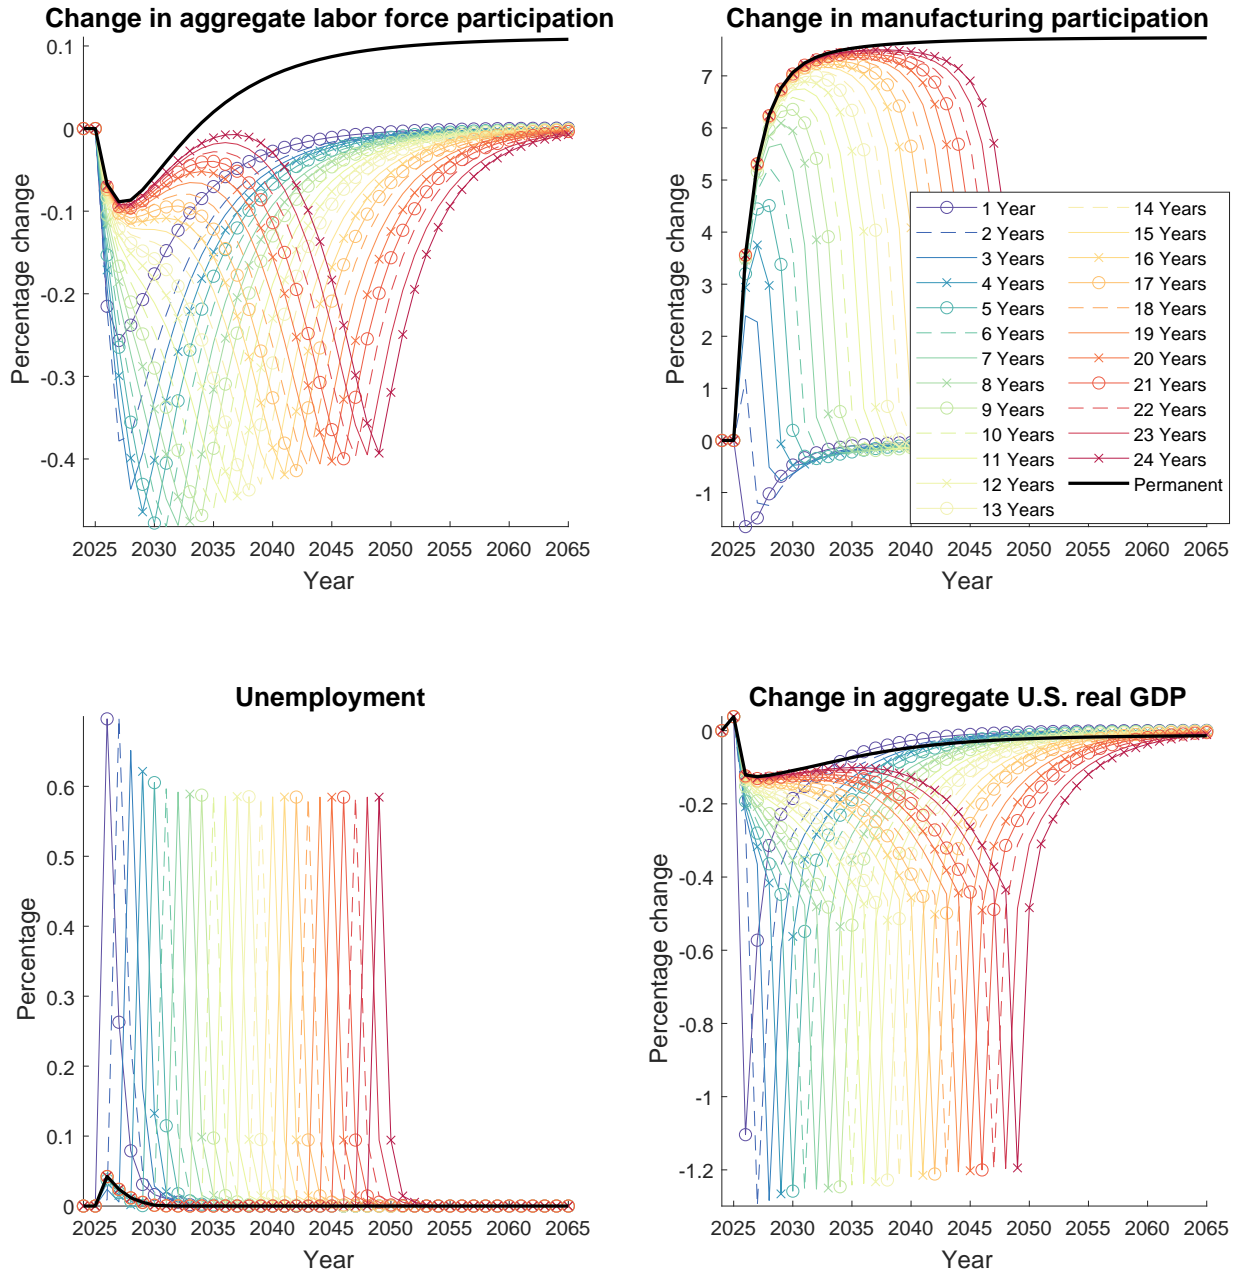 Change in aggregate labor force participation
0.1
0
-0.1
-0.2
-0.3
-0.4
Percentage change
2025 2030 2035 2040 2045 2050 2055 2060 2065
Year
Change in manufacturing participation
7
6
5
4
3
2
1
0
-1
Percentage change
1 Year
2 Years
3 Years
4 Years
5 Years
6 Years
7 Years
8 Years
9 Years
10 Years
11 Years
12 Years
13 Years
14 Years
15 Years
16 Years
17 Years
18 Years
19 Years
20 Years
21 Years
22 Years
23 Years
24 Years
Permanent
2025 2030 2035 2040 2045 2050 2055 2060 2065
Year
Unemployment
0.6
0.5
0.4
0.3
0.2
0.1
0
Percentage
2025 2030 2035 2040 2045 2050 2055 2060 2065
Year
Change in aggregate U.S. real GDP
0
-0.2
-0.4
-0.6
-0.8
-1
-1.2
Percentage change
2025 2030 2035 2040 2045 2050 2055 2060 2065
Year